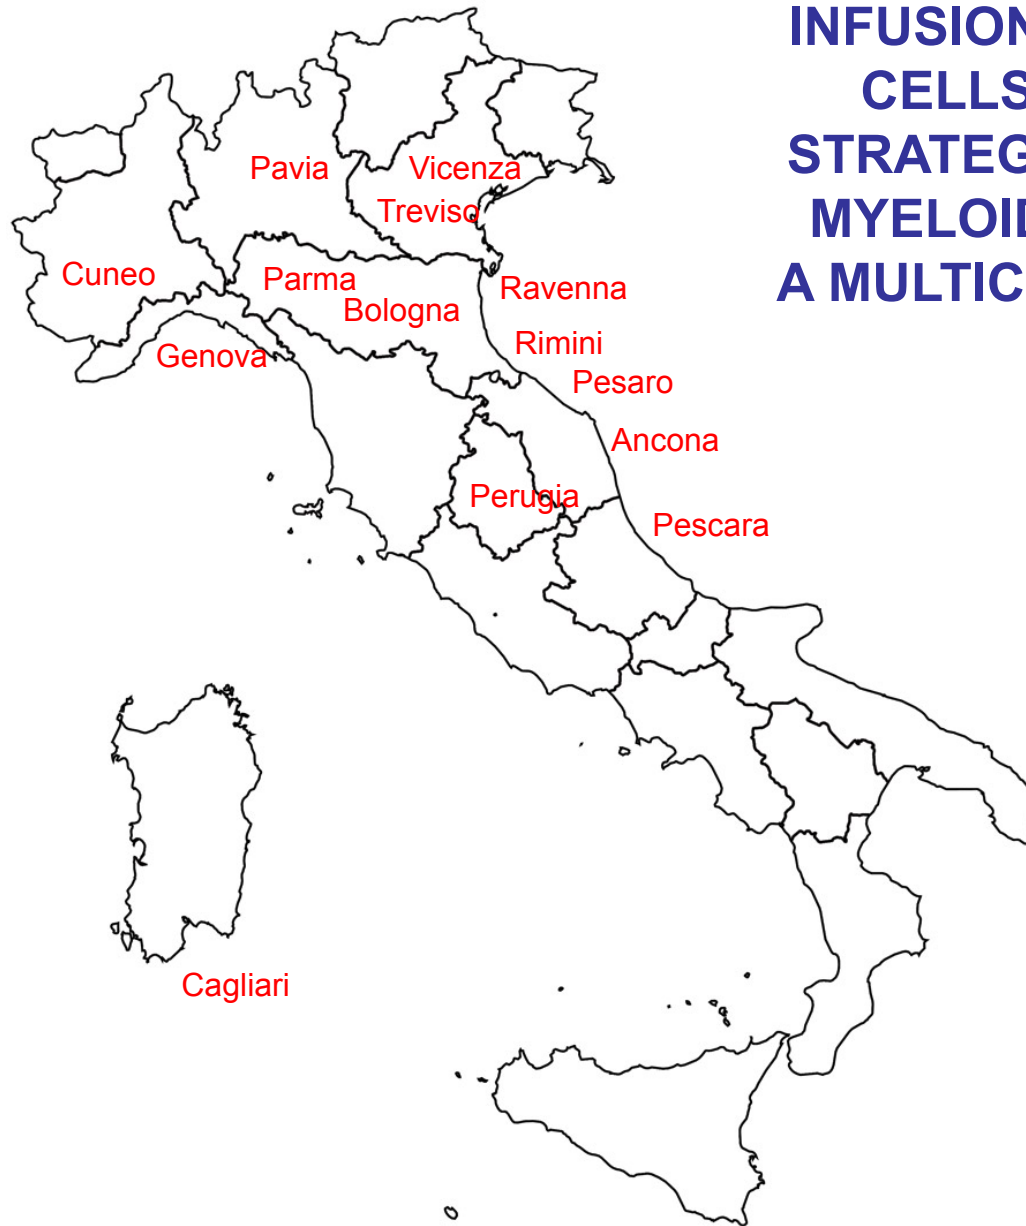 INFUSION
CELLS
STRATEG
MYELOID
A MULTIC
Pavia
Vicenza
Treviso
Cuneo
Parma
Ravenna
Bologna
Genova
Rimini
Pesaro
Ancona
Perugia
Pescara
Cagliari